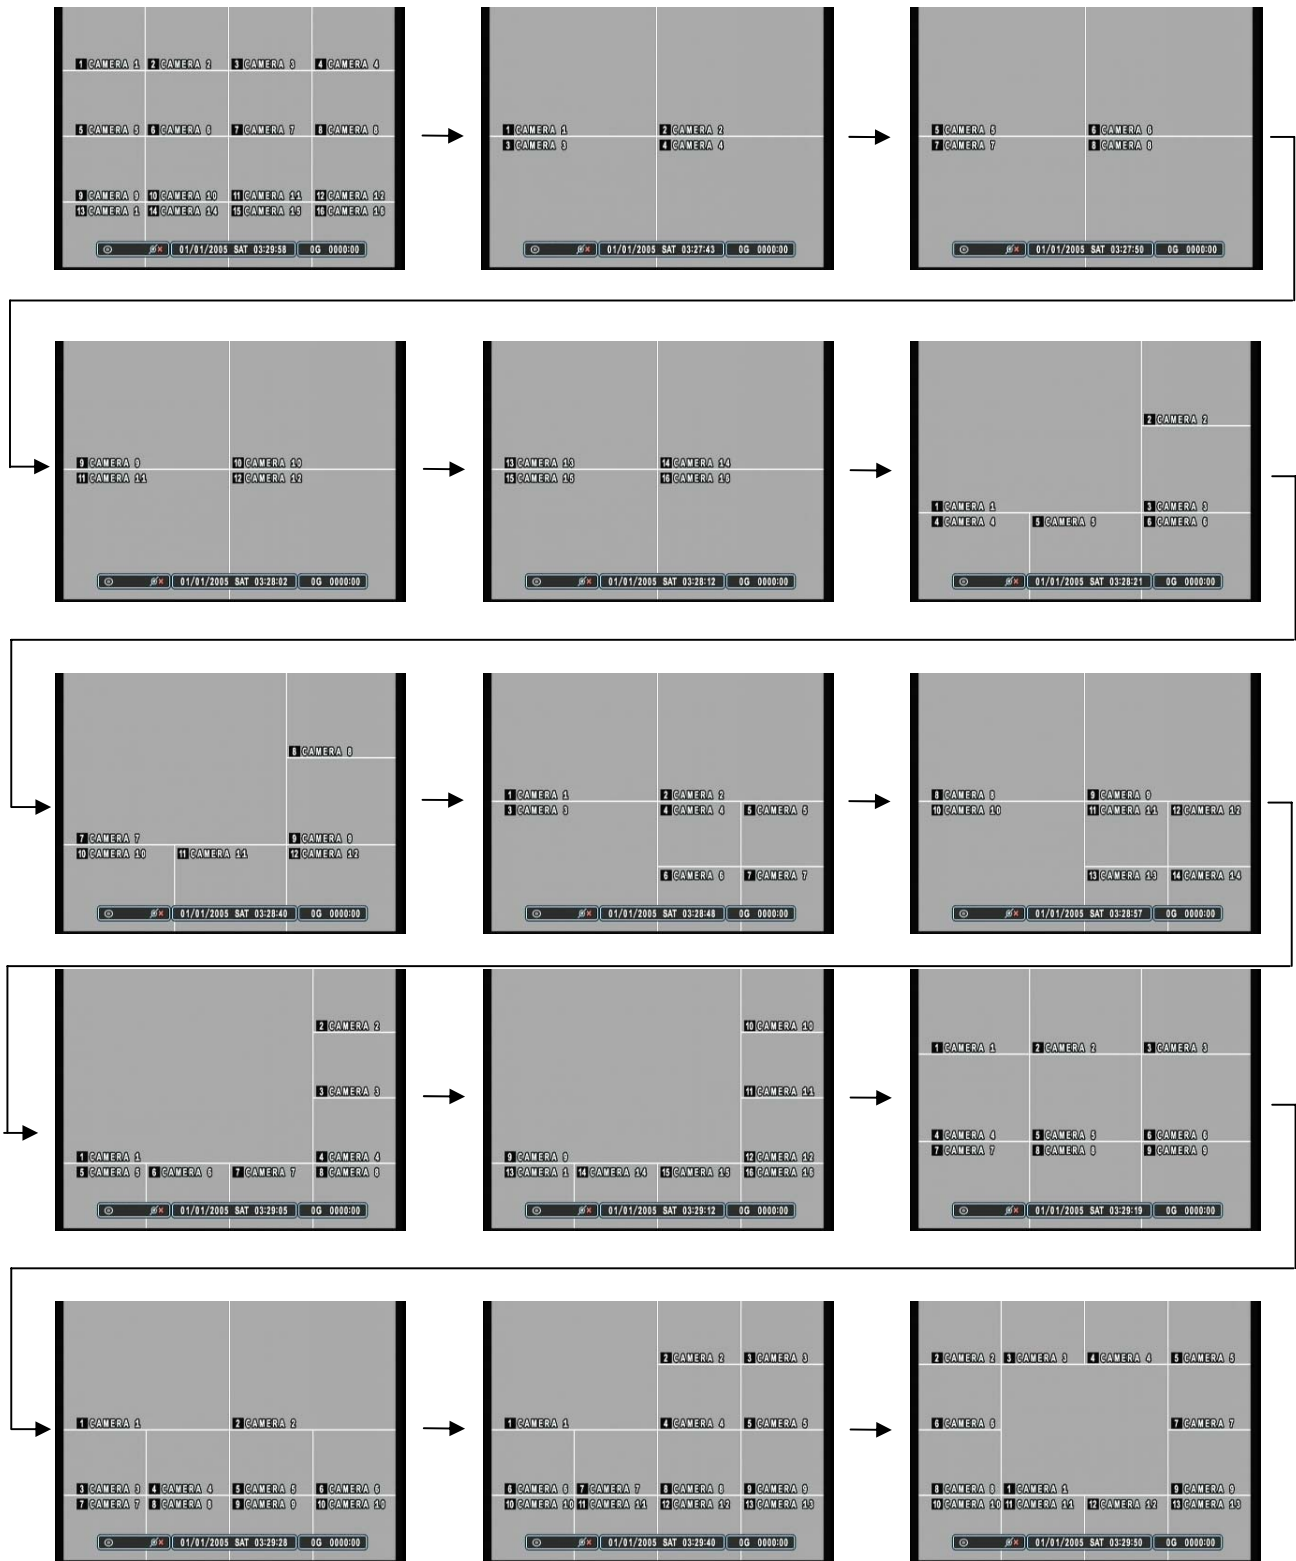 1 CAMERA 1 2 CAMERA 2 3 CAMERA 3 4 CAMERA 4
5 CAMERA 5 6 CAMERA 6 7 CAMERA 7 8 CAMERA 8
9 CAMERA 9 10 CAMERA 10 11 CAMERA 11 12 CAMERA 12
13 CAMERA 1 14 CAMERA 14 15 CAMERA 15 16 CAMERA 16
01/01/2005 SAT 03:29:58 0G 0000:00
1 CAMERA 1 2 CAMERA 2
3 CAMERA 3 4 CAMERA 4
01/01/2005 SAT 03:27:43 0G 0000:00
5 CAMERA 5 6 CAMERA 6
7 CAMERA 7 8 CAMERA 8
01/01/2005 SAT 03:27:50 0G 0000:00
9 CAMERA 9 10 CAMERA 10
11 CAMERA 11 12 CAMERA 12
01/01/2005 SAT 03:28:02 0G 0000:00
13 CAMERA 13 14 CAMERA 14
15 CAMERA 15 16 CAMERA 16
01/01/2005 SAT 03:28:12 0G 0000:00
2 CAMERA 2
1 CAMERA 1 3 CAMERA 3
4 CAMERA 4 5 CAMERA 5 6 CAMERA 6
01/01/2005 SAT 03:28:21 0G 0000:00
8 CAMERA 8
7 CAMERA 7 9 CAMERA 9
10 CAMERA 10 11 CAMERA 11 12 CAMERA 12
01/01/2005 SAT 03:28:40 0G 0000:00
1 CAMERA 1 2 CAMERA 2
3 CAMERA 3 4 CAMERA 4 5 CAMERA 5
6 CAMERA 6 7 CAMERA 7
01/01/2005 SAT 03:28:48 0G 0000:00
8 CAMERA 8 9 CAMERA 9
10 CAMERA 10 11 CAMERA 11 12 CAMERA 12
13 CAMERA 13 14 CAMERA 14
01/01/2005 SAT 03:28:57 0G 0000:00
2 CAMERA 2
3 CAMERA 3
1 CAMERA 1 4 CAMERA 4
5 CAMERA 5 6 CAMERA 6 7 CAMERA 7 8 CAMERA 8
01/01/2005 SAT 03:29:05 0G 0000:00
10 CAMERA 10
11 CAMERA 11
9 CAMERA 9 12 CAMERA 12
13 CAMERA 1 14 CAMERA 14 15 CAMERA 15 16 CAMERA 16
01/01/2005 SAT 03:29:12 0G 0000:00
1 CAMERA 1 2 CAMERA 2 3 CAMERA 3
4 CAMERA 4 5 CAMERA 5 6 CAMERA 6
7 CAMERA 7 8 CAMERA 8 9 CAMERA 9
01/01/2005 SAT 03:29:19 0G 0000:00
1 CAMERA 1 2 CAMERA 2
3 CAMERA 3 4 CAMERA 4 5 CAMERA 5 6 CAMERA 6
7 CAMERA 7 8 CAMERA 8 9 CAMERA 9 10 CAMERA 10
01/01/2005 SAT 03:29:28 0G 0000:00
2 CAMERA 2 3 CAMERA 3
1 CAMERA 1 4 CAMERA 4 5 CAMERA 5
6 CAMERA 6 7 CAMERA 7 8 CAMERA 8 9 CAMERA 9
10 CAMERA 10 11 CAMERA 11 12 CAMERA 12 13 CAMERA 13
01/01/2005 SAT 03:29:40 0G 0000:00
2 CAMERA 2 3 CAMERA 3 4 CAMERA 4 5 CAMERA 5
6 CAMERA 6 7 CAMERA 7
8 CAMERA 8 1 CAMERA 1 9 CAMERA 9
10 CAMERA 10 11 CAMERA 11 12 CAMERA 12 13 CAMERA 13
01/01/2005 SAT 03:29:50 0G 0000:00